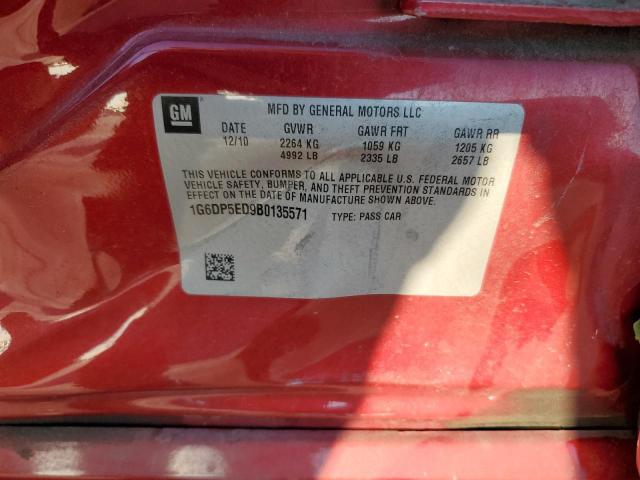 GM
MFD BY GENERAL MOTORS LLC
DATE GVWR GAWR FRT GAWR RR
12/10 2264 KG 1059 KG 1205 KG
4992 LB 2335 LB 2657 LB
THIS VEHICLE CONFORMS TO ALL APPLICABLE U.S. FEDERAL MOTOR
VEHICLE SAFETY, BUMPER, AND THEFT PREVENTION STANDARDS IN
EFFECT ON THE DATE OF MANUFACTURE SHOWN ABOVE.
1G6DP5ED9B0135571 TYPE: PASS CAR